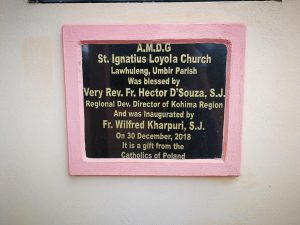 A.M.D.G
St. Ignatius Loyola Church
Lawhuleng, Umbir Parish
Was blessed by
Very Rev. Fr. Hector D'Souza, S.J.
Regional Dev. Director of Kohima Region
And was Inaugurated by
Fr. Wilfred Kharpuri, S.J.
On 30 December, 2018
It is a gift from the
Catholics of Poland